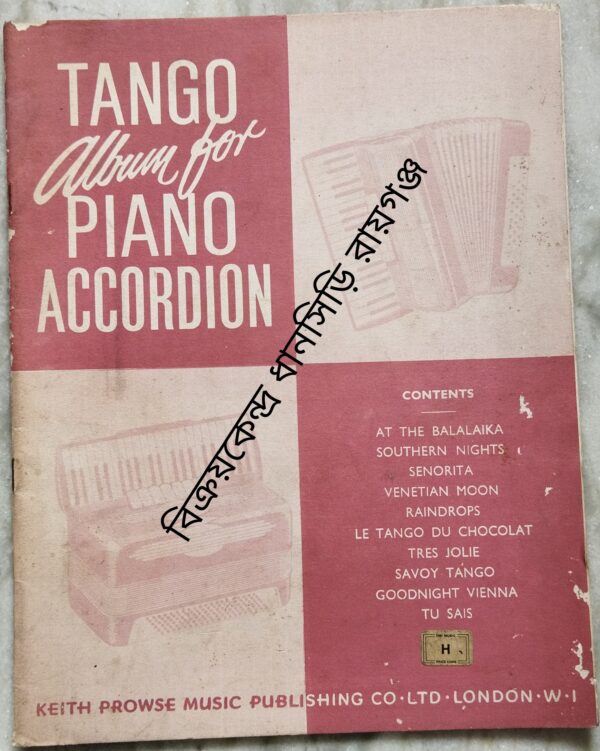 TANGO
Album for
PIANO
ACCORDION
বিক্রয়কেন্দ্র ধানসিড়ি রায়গঞ্জ
CONTENTS
AT THE BALALAIKA
SOUTHERN NIGHTS
SENORITA
VENETIAN MOON
RAINDROPS
LE TANGO DU CHOCOLAT
TRES JOLIE
SAVOY TANGO
GOODNIGHT VIENNA
TU SAIS
H
KEITH PROWSE MUSIC PUBLISHING CO·LTD·LONDON·W·1